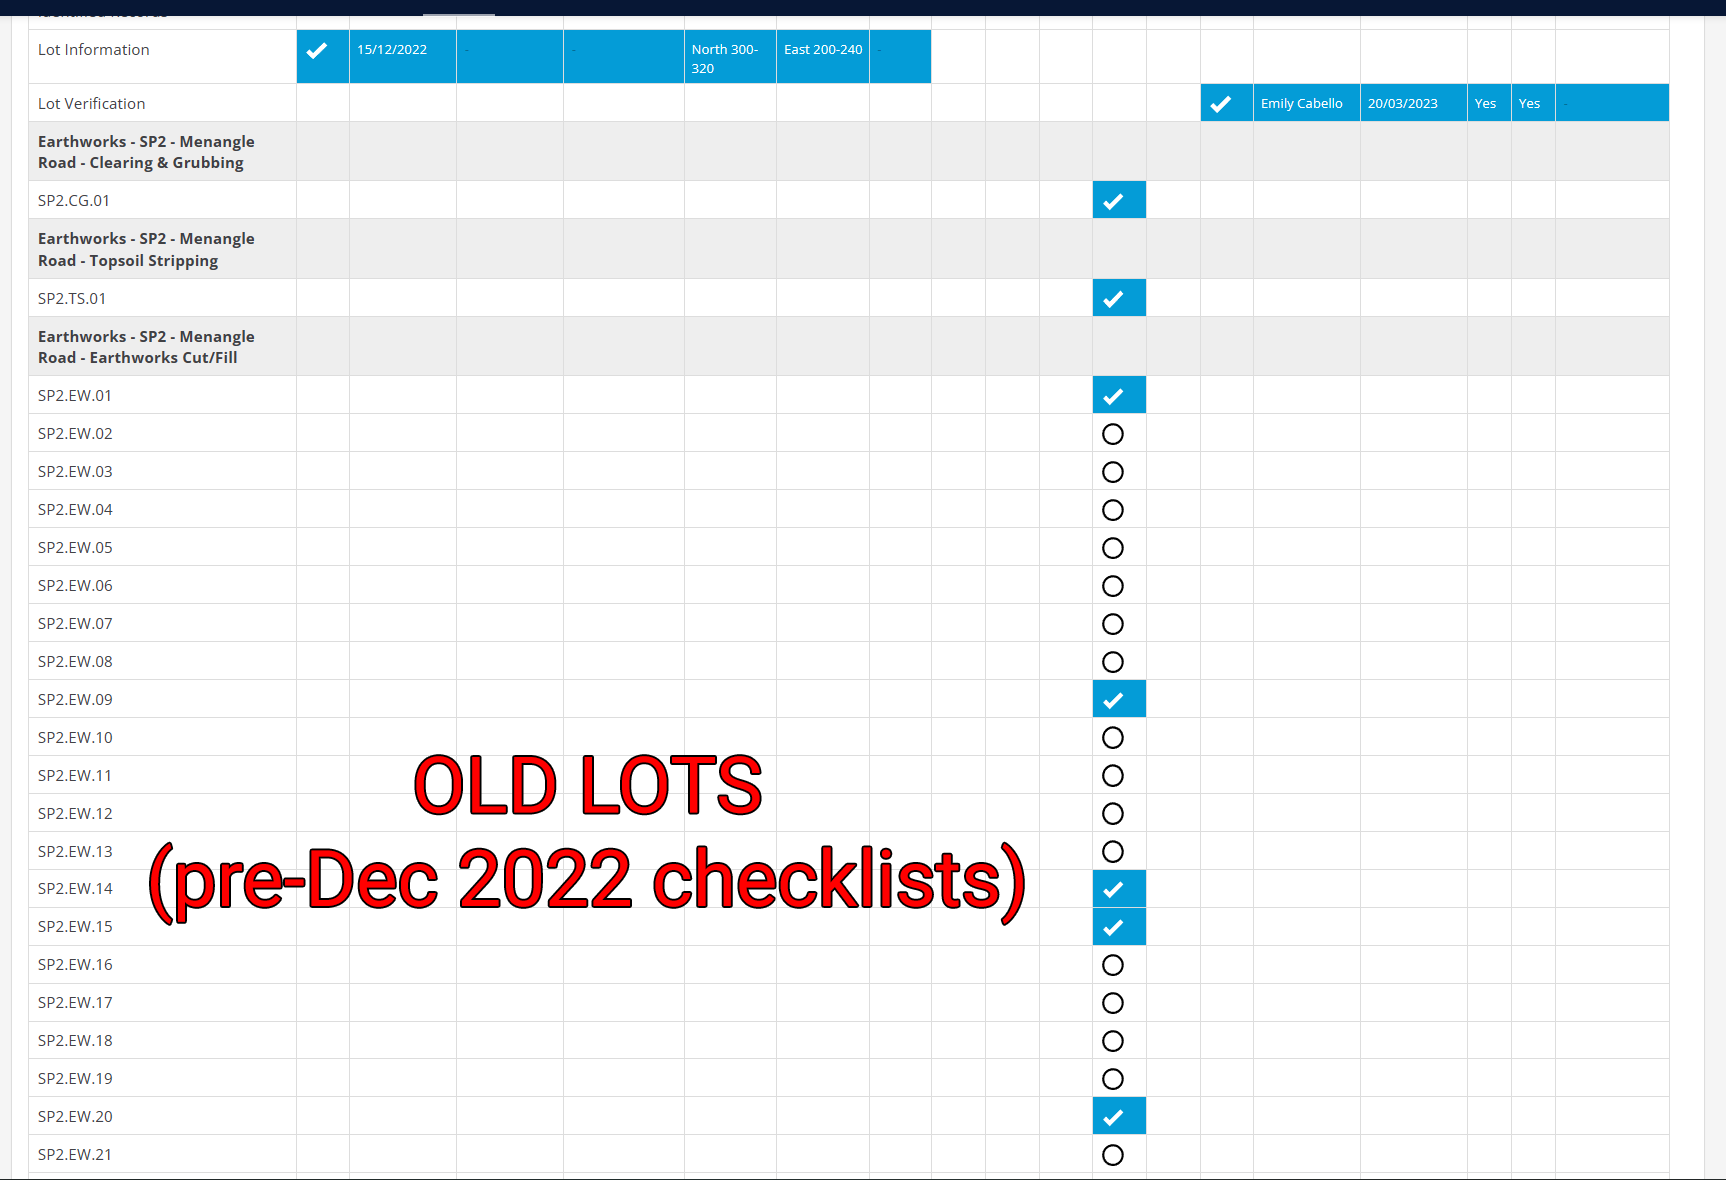 Identified Records
Lot Information 15/12/2022 - - North 300- East 200-240 -
320
Lot Verification Emily Cabello 20/03/2023 Yes Yes -
Earthworks - SP2 - Menangle
Road - Clearing & Grubbing
SP2.CG.01
Earthworks - SP2 - Menangle
Road - Topsoil Stripping
SP2.TS.01
Earthworks - SP2 - Menangle
Road - Earthworks Cut/Fill
SP2.EW.01
SP2.EW.02
SP2.EW.03
SP2.EW.04
SP2.EW.05
SP2.EW.06
SP2.EW.07
SP2.EW.08
SP2.EW.09
SP2.EW.10
SP2.EW.11
OLD LOTS
SP2.EW.12
SP2.EW.13
(pre-Dec 2022 checklists)
SP2.EW.14
SP2.EW.15
SP2.EW.16
SP2.EW.17
SP2.EW.18
SP2.EW.19
SP2.EW.20
SP2.EW.21